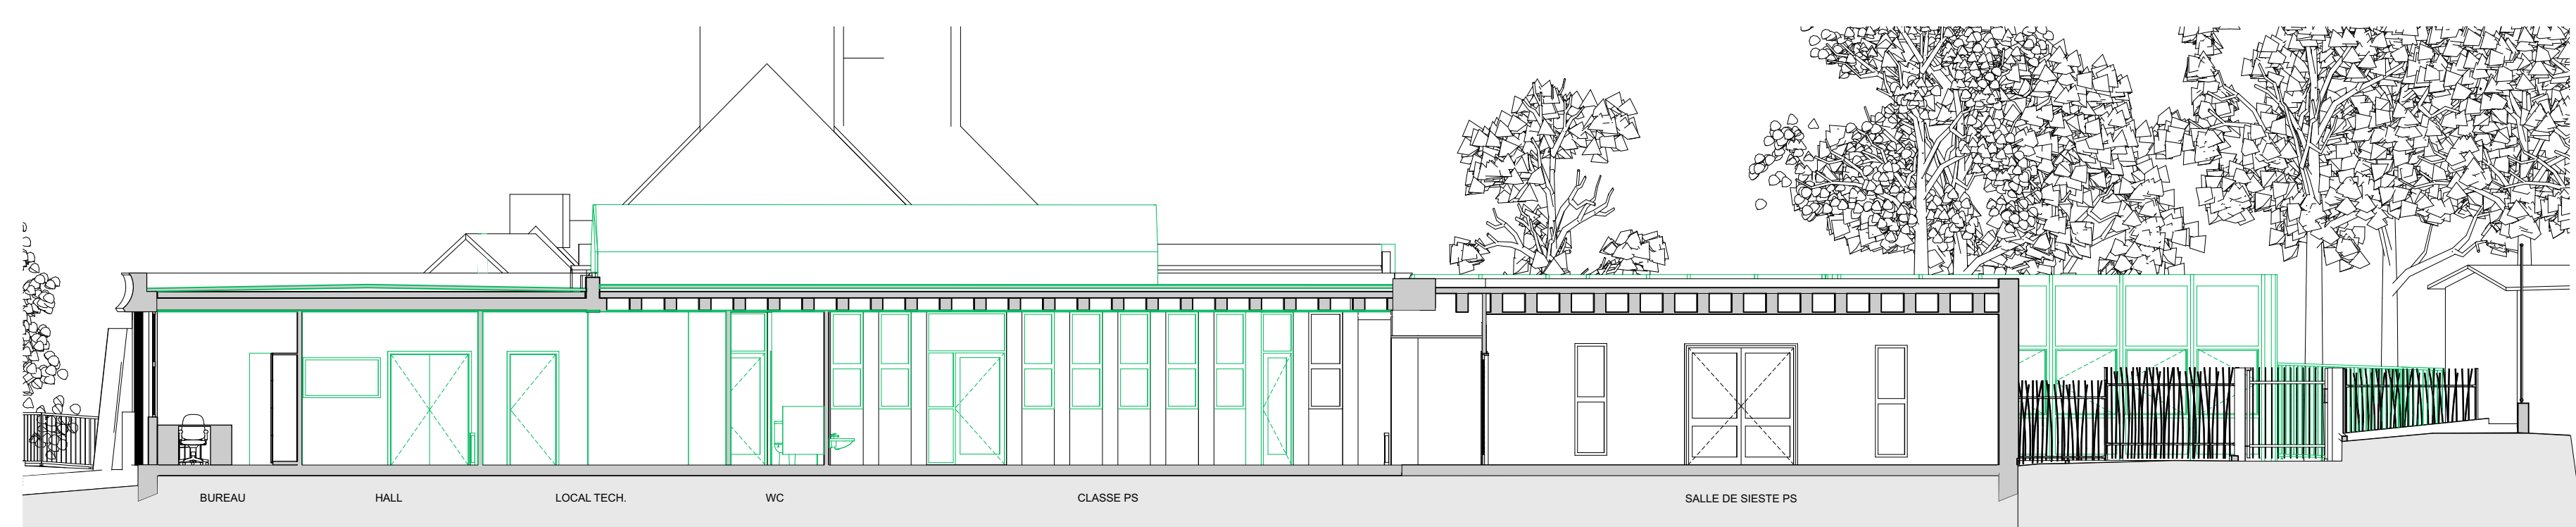 BUREAU
HALL
LOCAL TECH.
WC
CLASSE PS
SALLE DE SIESTE PS